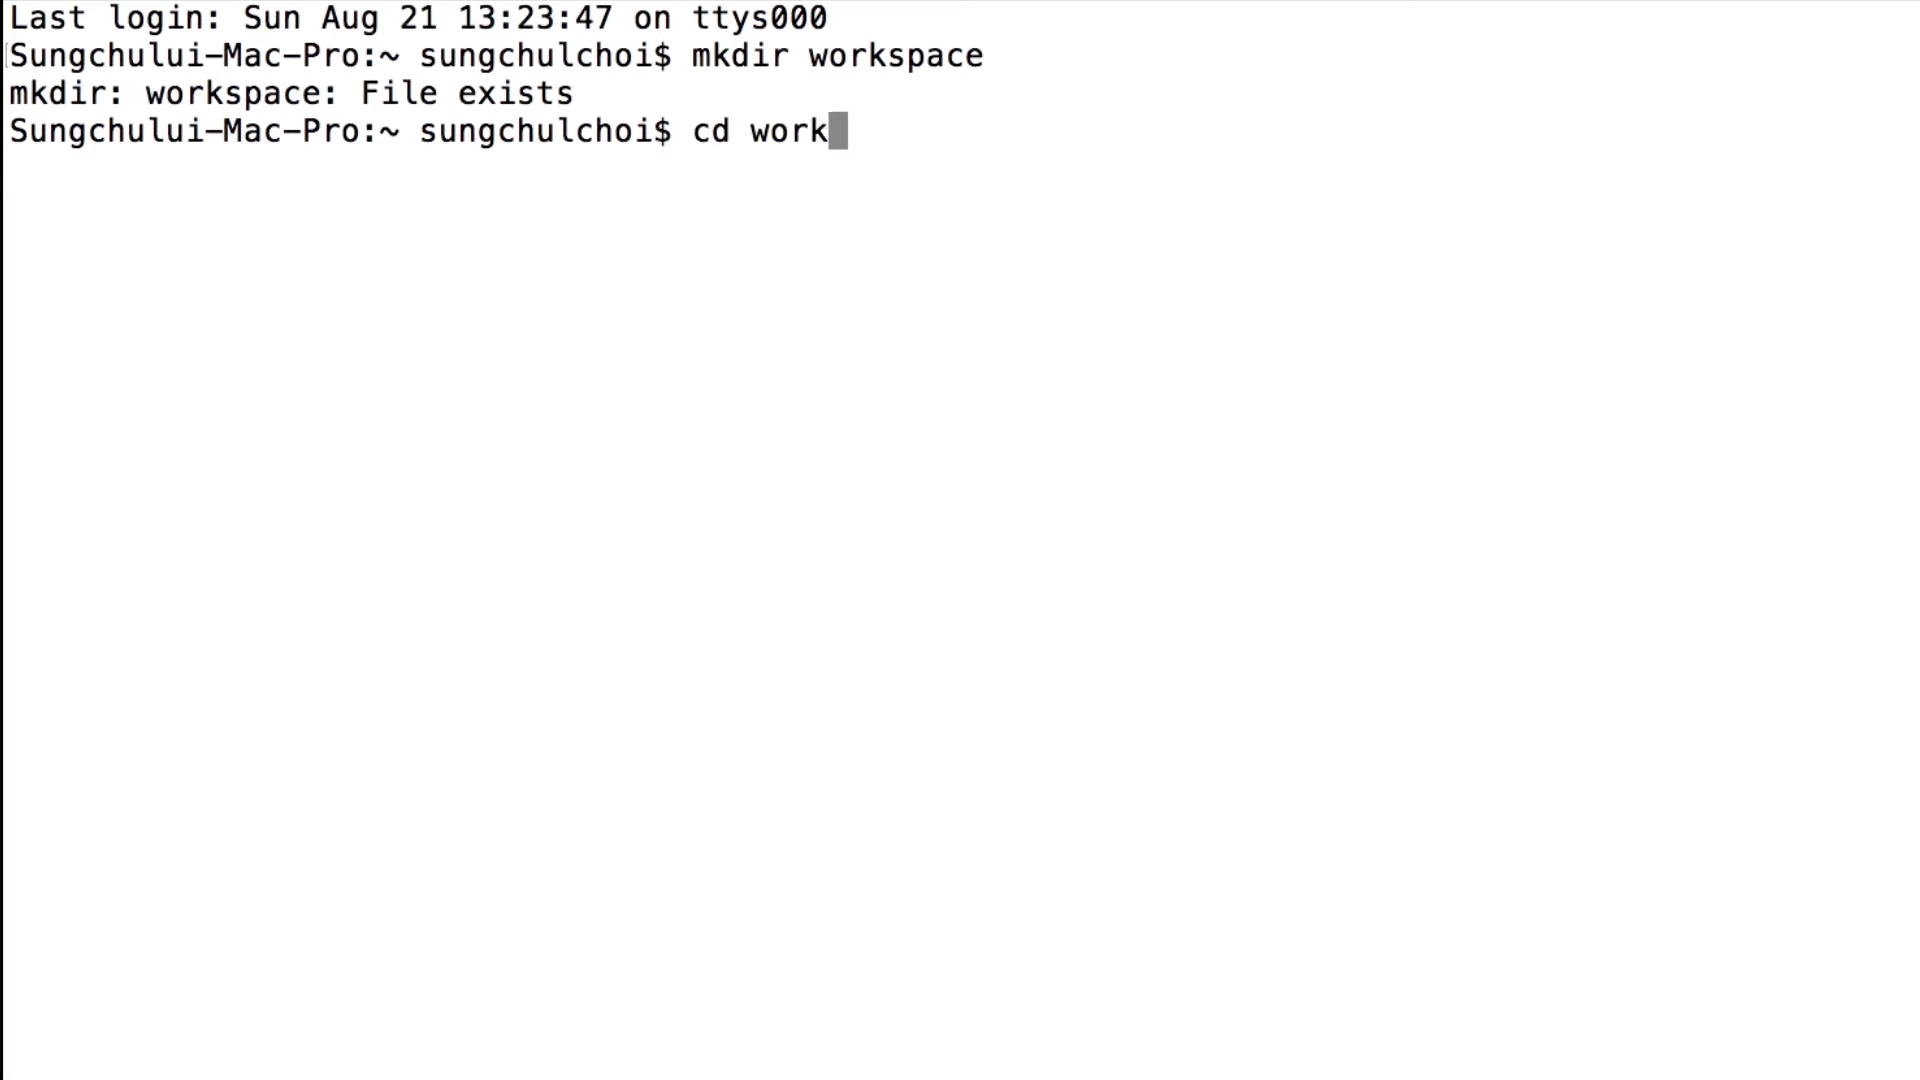 Last login: Sun Aug 21 13:23:47 on ttys000
Sungchului-Mac-Pro:~ sungchulchoi$ mkdir workspace
mkdir: workspace: File exists
Sungchului-Mac-Pro:~ sungchulchoi$ cd work